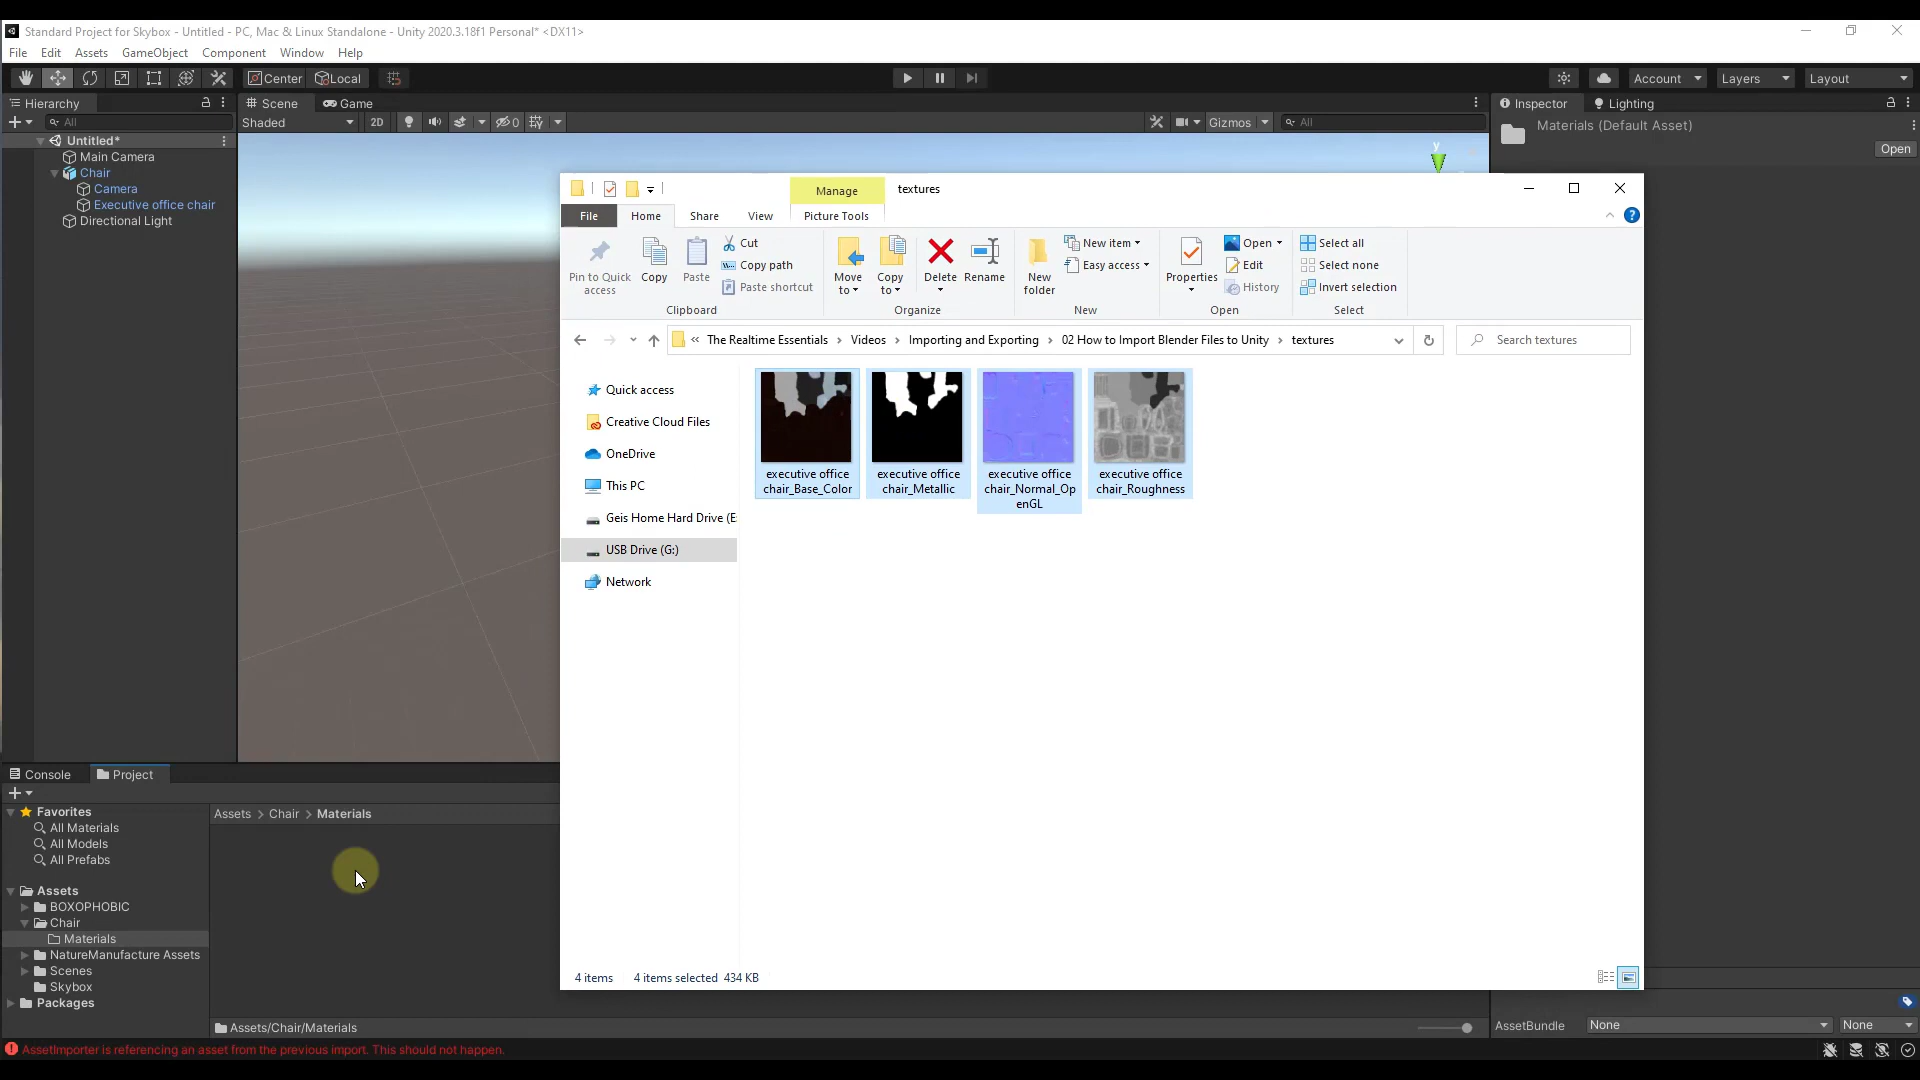 Standard Project for Skybox - Untitled - PC, Mac & Linux Standalone - Unity 2020.3.18f1 Personal* <DX11>
File Edit Assets GameObject Component Window Help
Center Local Account Layers Layout
Hierarchy Scene Game Inspector Lighting
All Shaded 2D 0 Gizmos All
Materials (Default Asset)
Open
Untitled*
Main Camera
Chair
Camera
Executive office chair
Directional Light
y
Manage textures
File Home Share View Picture Tools
Pin to Quick access
Copy
Paste
Cut
Copy path
Paste shortcut
Clipboard
Move to
Copy to
Delete
Rename
Organize
New folder
New item
Easy access
New
Properties
Open
Edit
History
Open
Select all
Select none
Invert selection
Select
« The Realtime Essentials > Videos > Importing and Exporting > 02 How to Import Blender Files to Unity > textures
Search textures
Quick access
Creative Cloud Files
OneDrive
This PC
Geis Home Hard Drive (E:
USB Drive (G:)
Network
executive office
chair_Base_Color
executive office
chair_Metallic
executive office
chair_Normal_Op
enGL
executive office
chair_Roughness
4 items 4 items selected 434 KB
Console Project
Favorites
All Materials
All Models
All Prefabs
Assets
BOXOPHOBIC
Chair
Materials
NatureManufacture Assets
Scenes
Skybox
Packages
Assets > Chair > Materials
Assets/Chair/Materials
AssetBundle None None
AssetImporter is referencing an asset from the previous import. This should not happen.